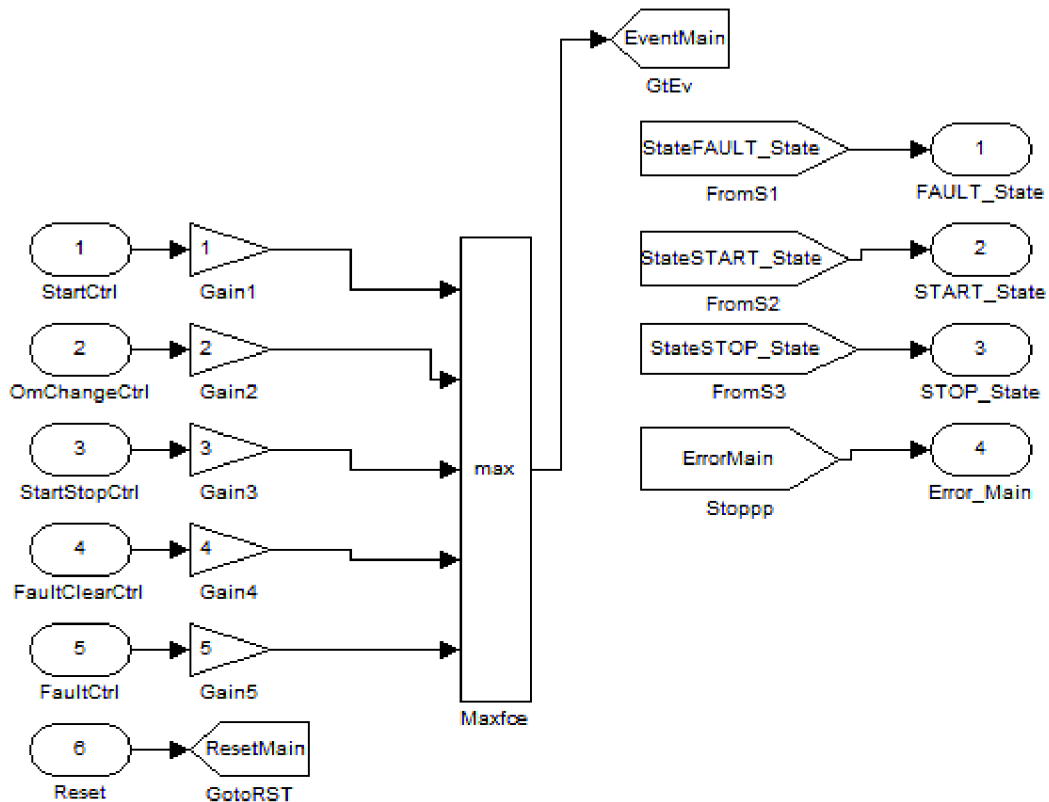 EventMain
GtEv
StateFAULT_State
1
FromS1
FAULT_State
1
1
StartCtrl
Gain1
StateSTART_State
2
FromS2
START_State
2
2
OmChangeCtrl
Gain2
StateSTOP_State
3
FromS3
STOP_State
3
3
StartStopCtrl
Gain3
max
ErrorMain
4
Stoppp
Error_Main
4
4
FaultClearCtrl
Gain4
5
5
FaultCtrl
Gain5
Maxfce
6
ResetMain
Reset
GotoRST